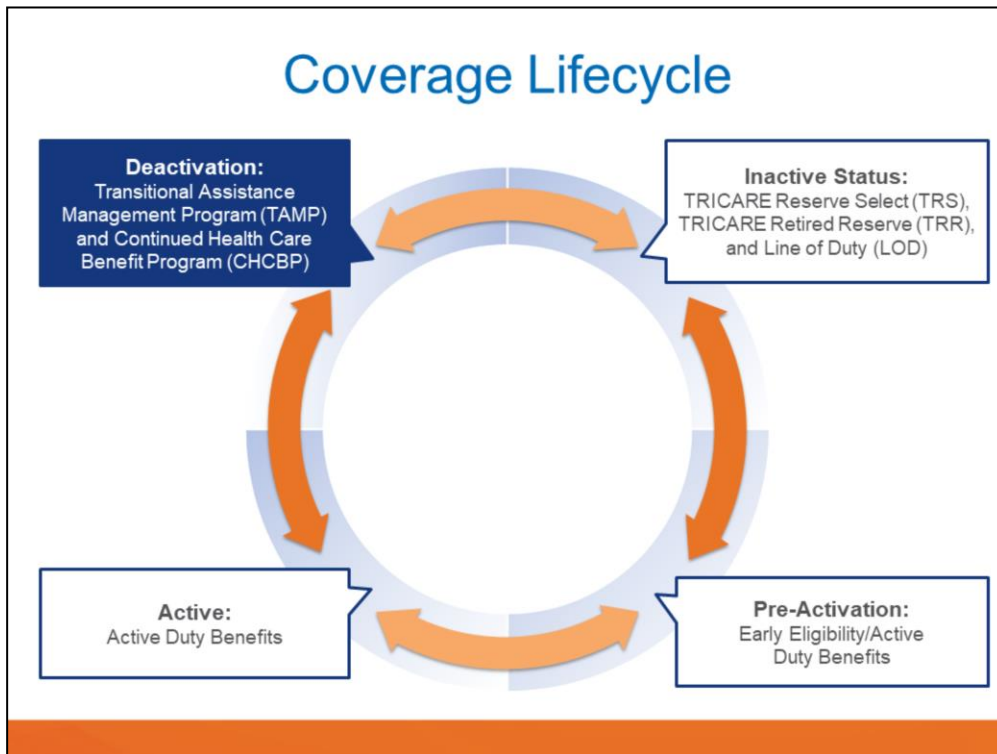 Coverage Lifecycle
Deactivation:
Transitional Assistance
Management Program (TAMP)
and Continued Health Care
Benefit Program (CHCBP)
Inactive Status:
TRICARE Reserve Select (TRS),
TRICARE Retired Reserve (TRR),
and Line of Duty (LOD)
Active:
Active Duty Benefits
Pre-Activation:
Early Eligibility/Active
Duty Benefits